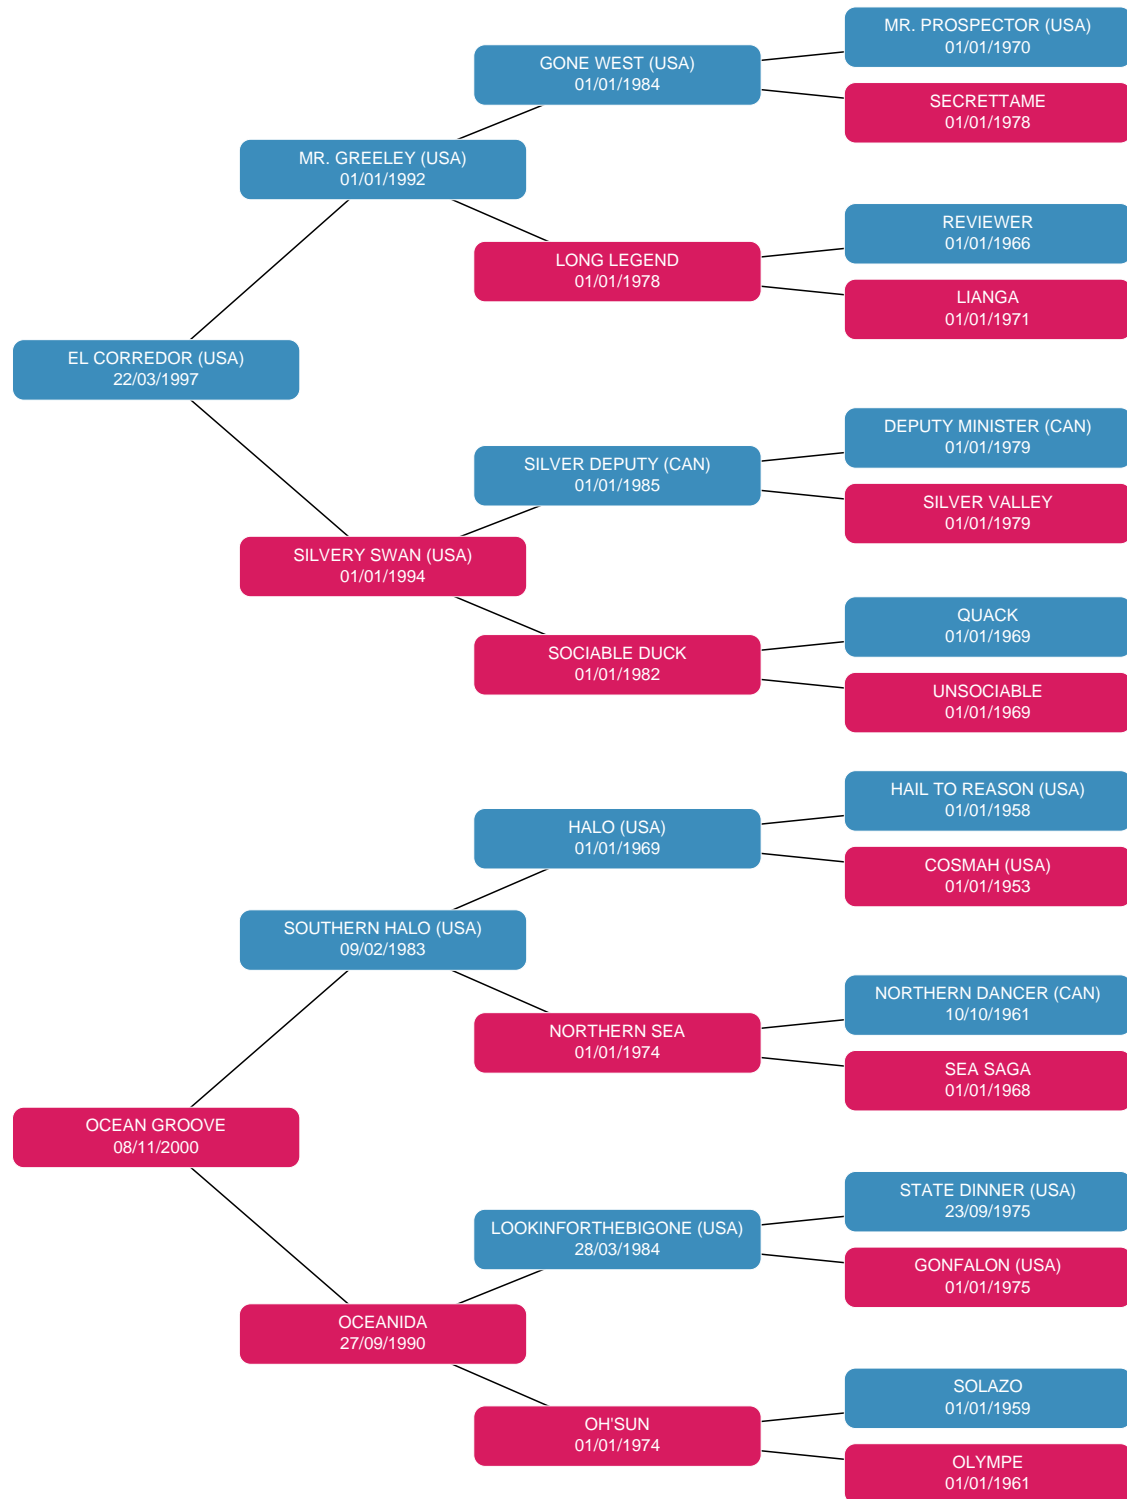 MR. PROSPECTOR (USA)
01/01/1970
GONE WEST (USA)
01/01/1984
SECRETTAME
01/01/1978
MR. GREELEY (USA)
01/01/1992
REVIEWER
01/01/1966
LONG LEGEND
01/01/1978
LIANGA
01/01/1971
EL CORREDOR (USA)
22/03/1997
DEPUTY MINISTER (CAN)
01/01/1979
SILVER DEPUTY (CAN)
01/01/1985
SILVER VALLEY
01/01/1979
SILVERY SWAN (USA)
01/01/1994
QUACK
01/01/1969
SOCIABLE DUCK
01/01/1982
UNSOCIABLE
01/01/1969
HAIL TO REASON (USA)
01/01/1958
HALO (USA)
01/01/1969
COSMAH (USA)
01/01/1953
SOUTHERN HALO (USA)
09/02/1983
NORTHERN DANCER (CAN)
10/10/1961
NORTHERN SEA
01/01/1974
SEA SAGA
01/01/1968
OCEAN GROOVE
08/11/2000
STATE DINNER (USA)
23/09/1975
LOOKINFORTHEBIGONE (USA)
28/03/1984
GONFALON (USA)
01/01/1975
OCEANIDA
27/09/1990
SOLAZO
01/01/1959
OH'SUN
01/01/1974
OLYMPE
01/01/1961